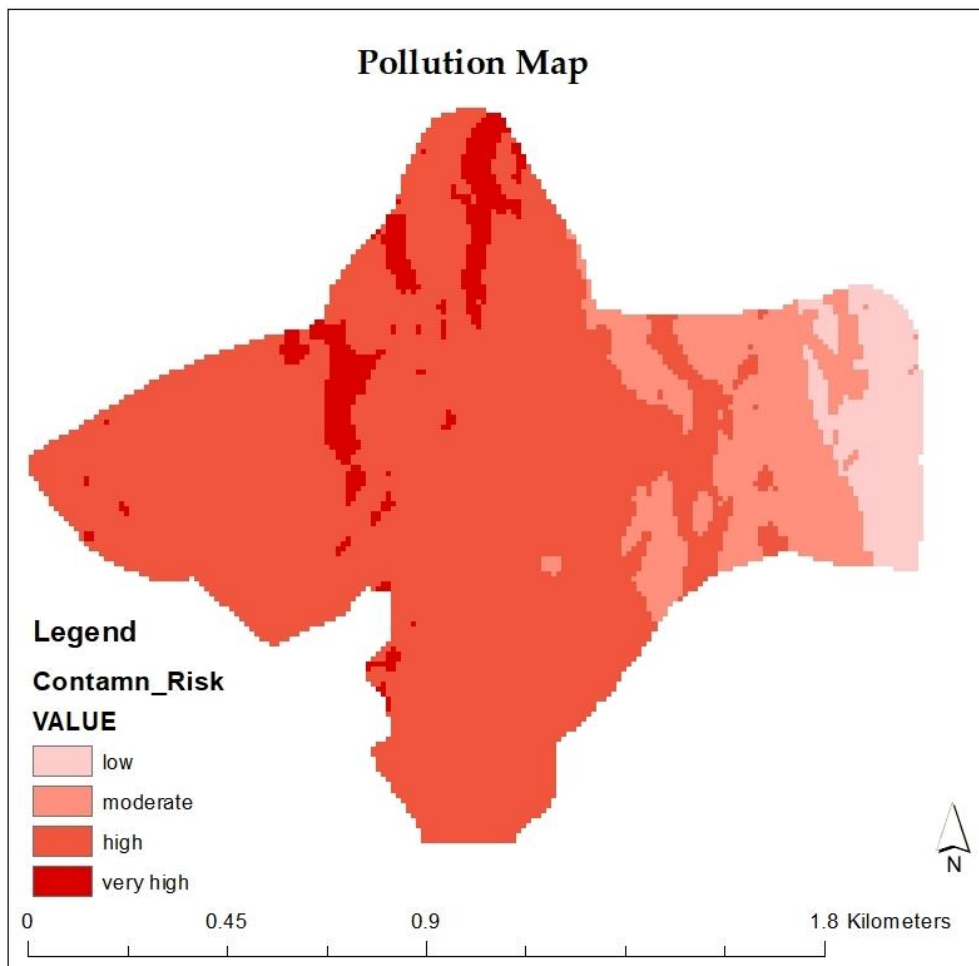 Pollution Map
Legend
Contamn_Risk
VALUE
low
moderate
high
very high
N
0 0.45 0.9 1.8 Kilometers